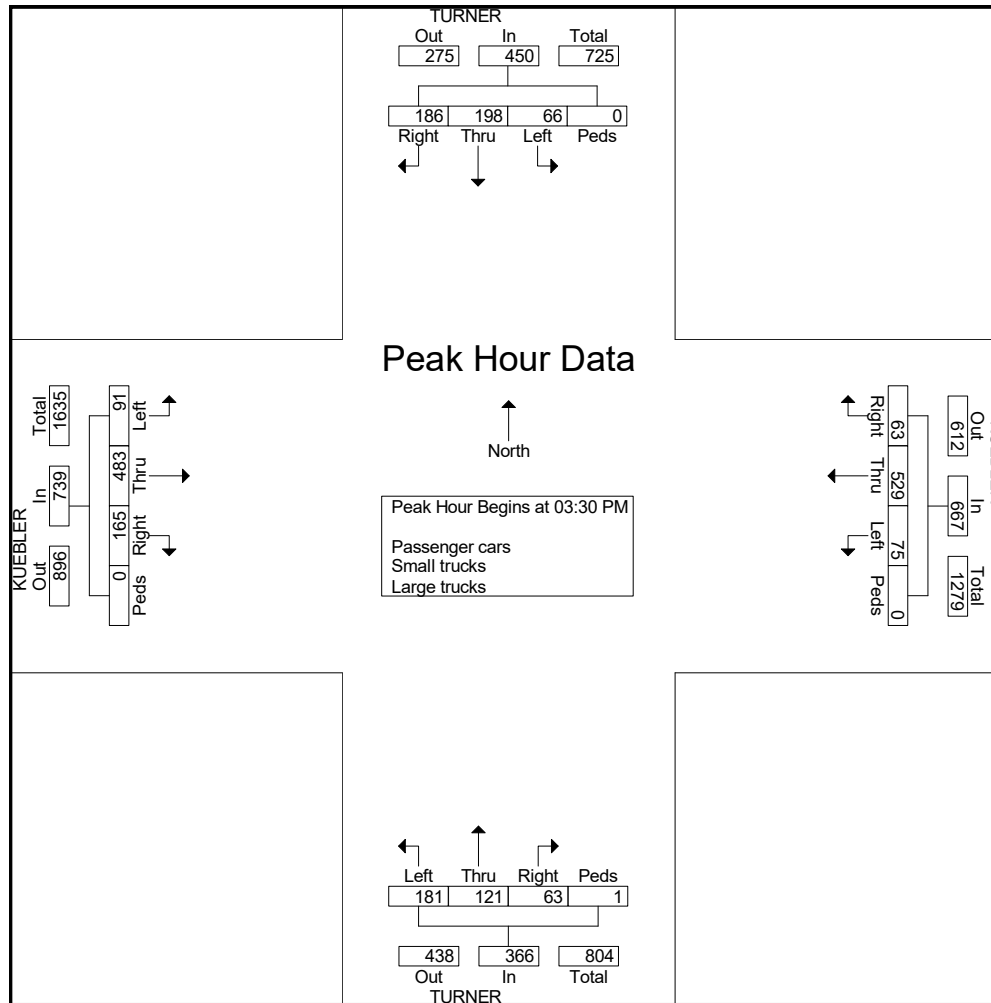 TURNER
Out In Total
275 450 725
186 198 66 0
Right Thru Left Peds
Peak Hour Data
North
Peak Hour Begins at 03:30 PM
Passenger cars
Small trucks
Large trucks
KUEBLER
Out In Total
896 739 1635
0 165 483 91
Peds Right Thru Left
Out In Total
612 667 1279
63 529 75 0
Right Thru Left Peds
Left Thru Right Peds
181 121 63 1
438 366 804
Out In Total
TURNER